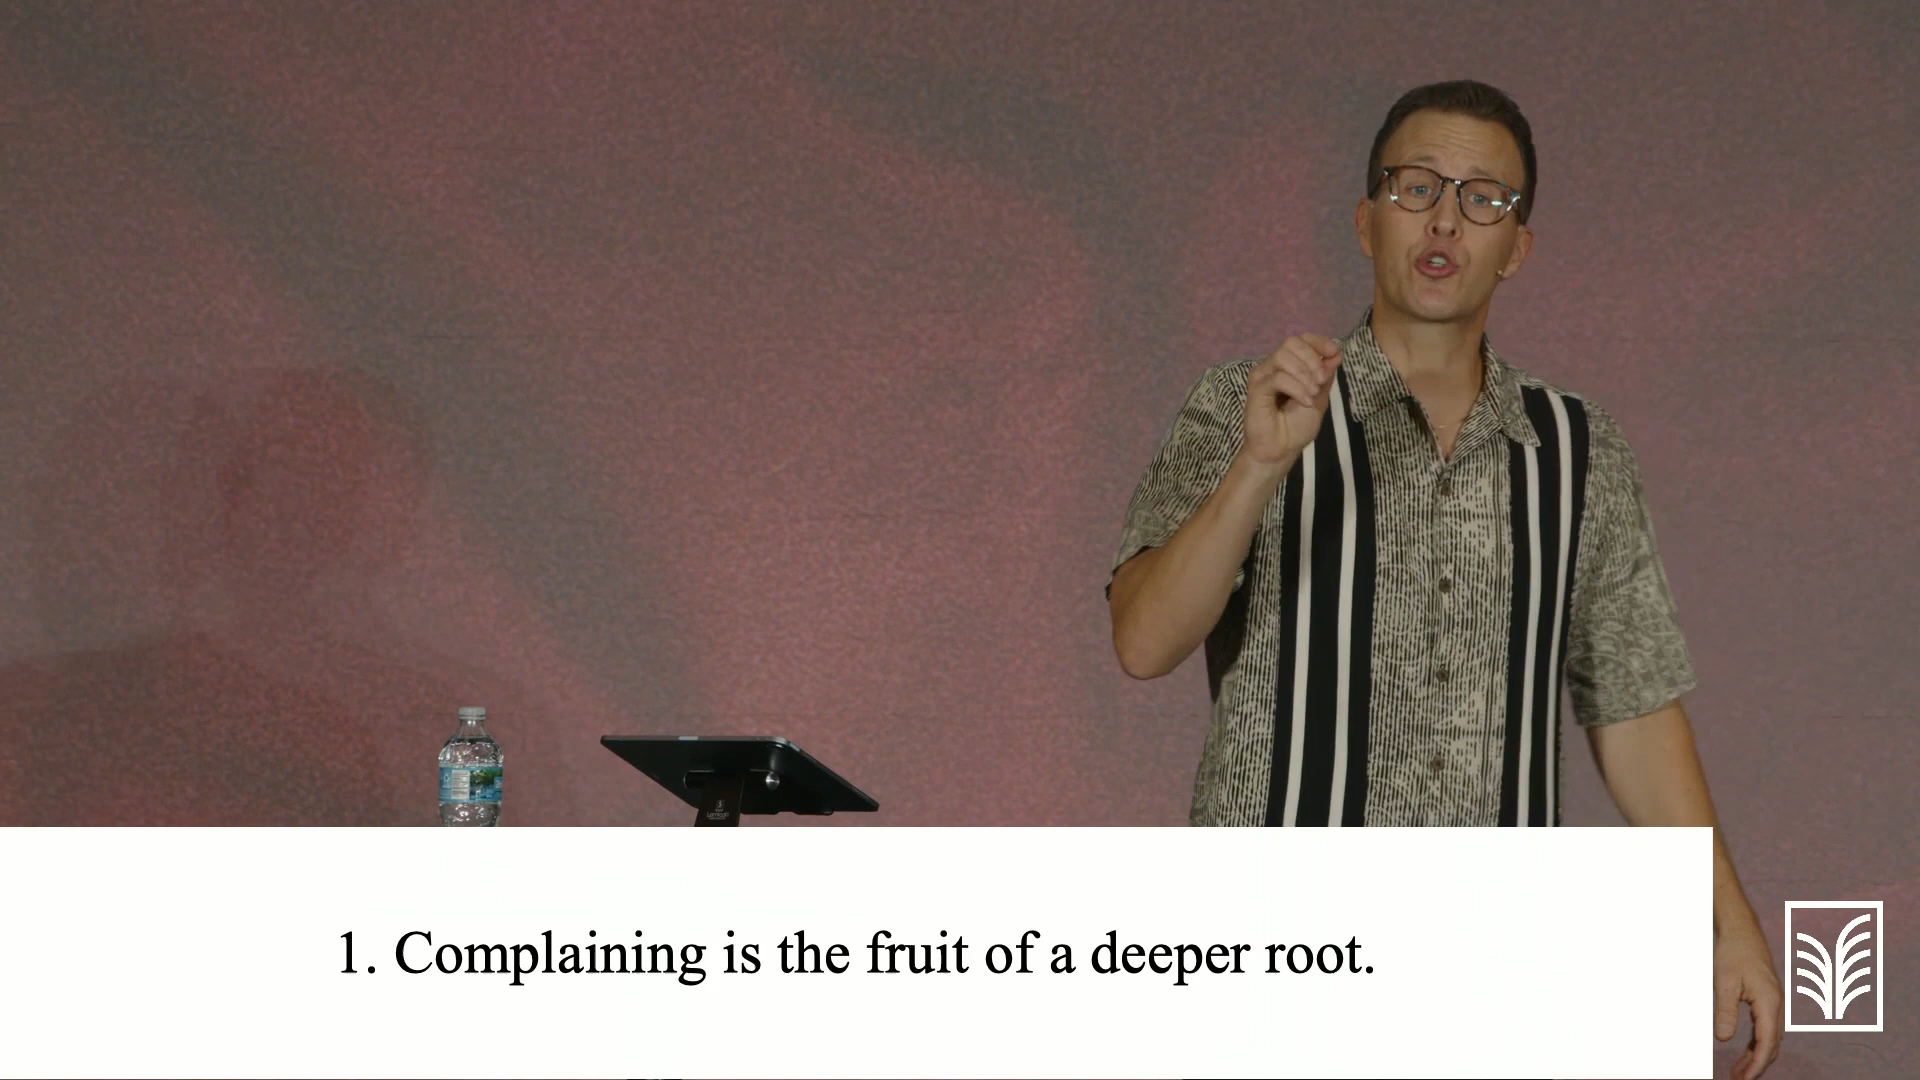 1. Complaining is the fruit of a deeper root.